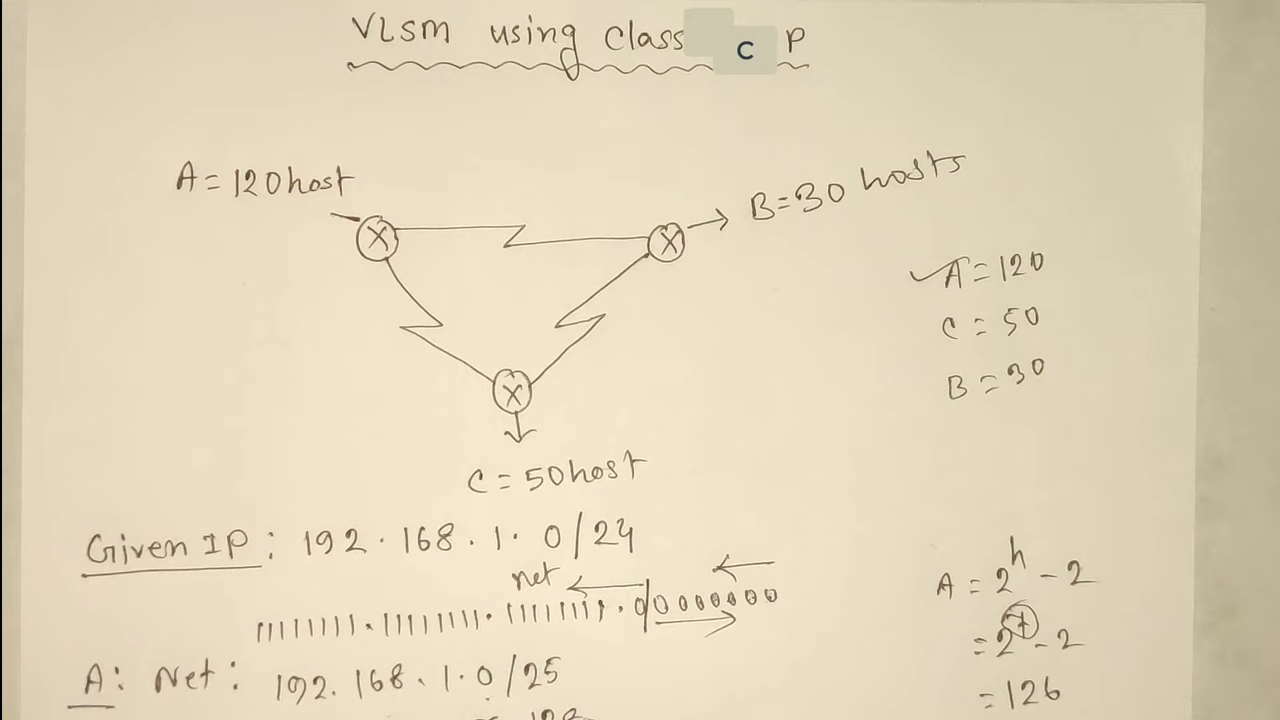 VLSM using class C P
A = 120 host
B = 30 hosts
X
X
A = 120
C = 50
B = 30
X
C = 50 host
Given IP : 192.168.1.0/24
net
11111111.11111111.11111111.00000000
A = 2^h - 2
= 2^7 - 2
= 126
A : Net : 192.168.1.0/25